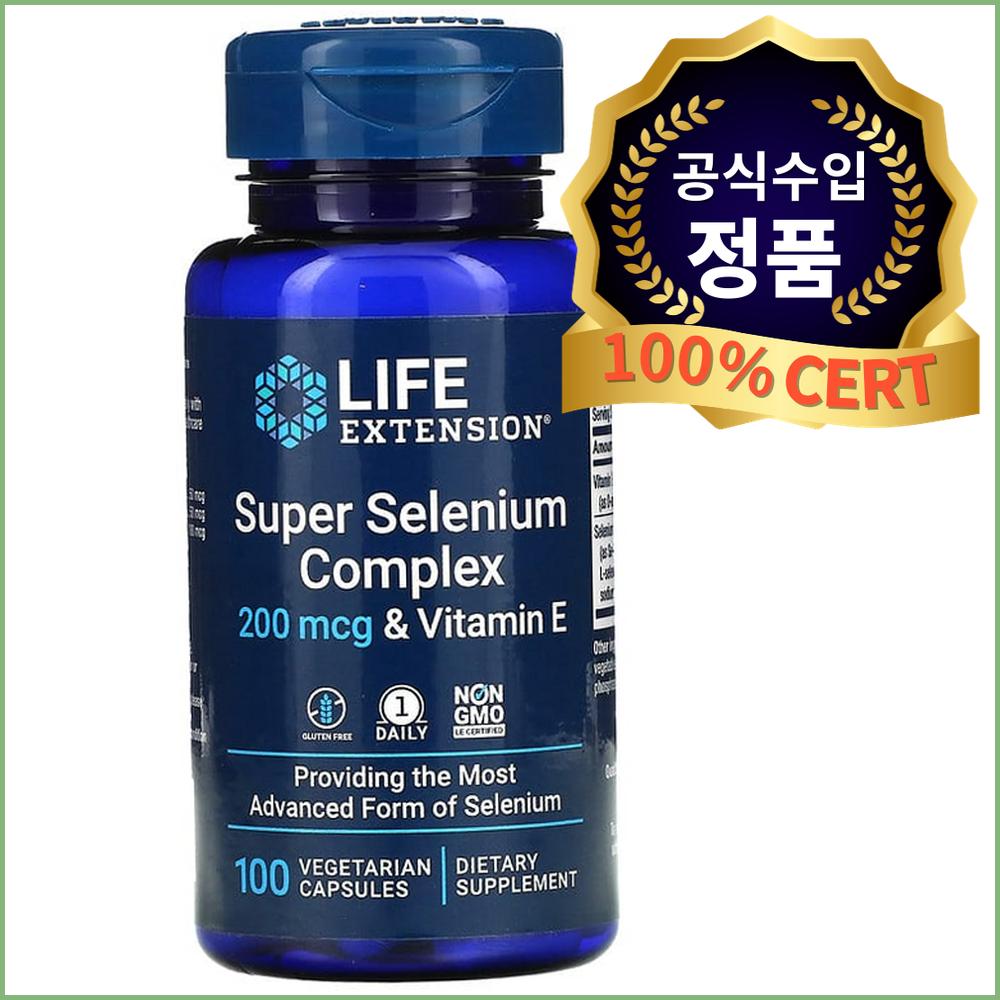 LIFE
EXTENSION®
Super Selenium
Complex
200 mcg & Vitamin E
GLUTEN FREE
1
DAILY
NON
GMO
LE CERTIFIED
Providing the Most
Advanced Form of Selenium
100 VEGETARIAN
CAPSULES
DIETARY
SUPPLEMENT
공식수입
정품
100% CERT